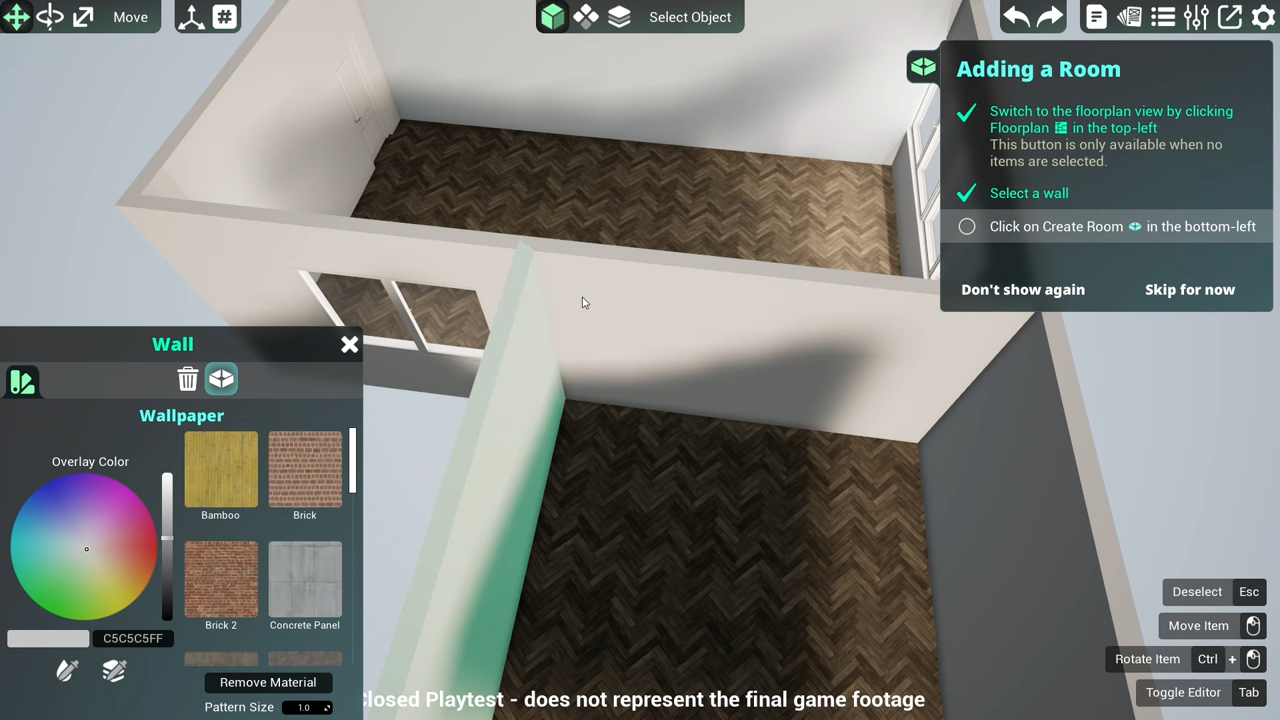 Move
Select Object
Adding a Room
Switch to the floorplan view by clicking
Floorplan in the top-left
This button is only available when no
items are selected.
Select a wall
Click on Create Room in the bottom-left
Don't show again
Skip for now
Wall
Wallpaper
Overlay Color
Bamboo
Brick
Brick 2
Concrete Panel
C5C5C5FF
Remove Material
Pattern Size 1.0
Deselect Esc
Move Item
Rotate Item Ctrl +
Toggle Editor Tab
Closed Playtest - does not represent the final game footage